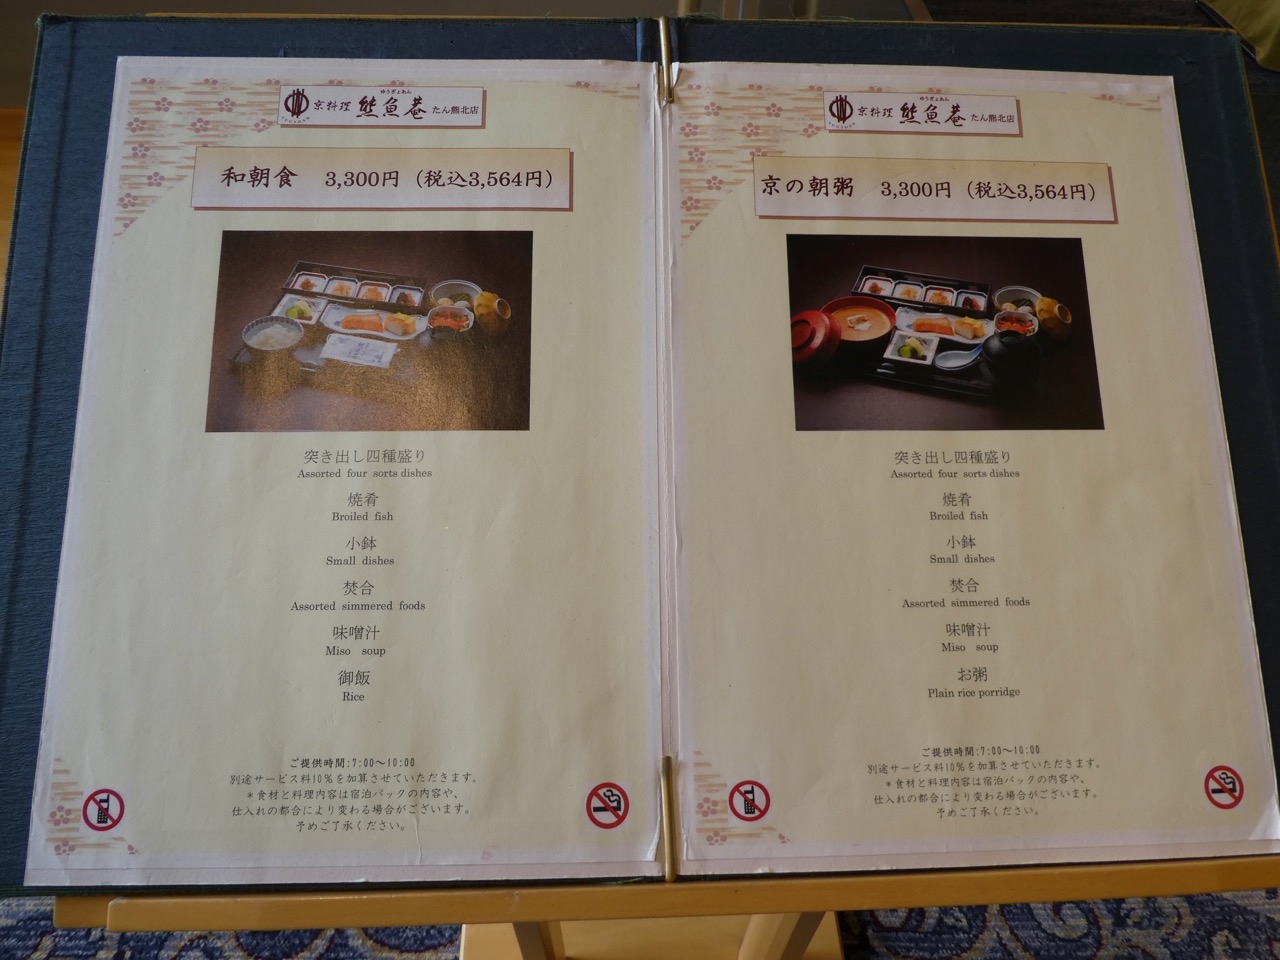 ゆうぎょあん
京料理 熊魚菴 たん熊北店
和朝食 3,300円 (税込3,564円)
突き出し四種盛り
Assorted four sorts dishes
焼肴
Broiled fish
小鉢
Small dishes
焚合
Assorted simmered foods
味噌汁
Miso soup
御飯
Rice
ご提供時間:7:00～10:00
別途サービス料10%を加算させていただきます。
＊食材と料理内容は宿泊パックの内容や、
仕入れの都合により変わる場合がございます。
予めご了承ください。
ゆうぎょあん
京料理 熊魚菴 たん熊北店
京の朝粥 3,300円 (税込3,564円)
突き出し四種盛り
Assorted four sorts dishes
焼肴
Broiled fish
小鉢
Small dishes
焚合
Assorted simmered foods
味噌汁
Miso soup
お粥
Plain rice porridge
ご提供時間:7:00～10:00
別途サービス料10%を加算させていただきます。
＊食材と料理内容は宿泊パックの内容や、
仕入れの都合により変わる場合がございます。
予めご了承ください。